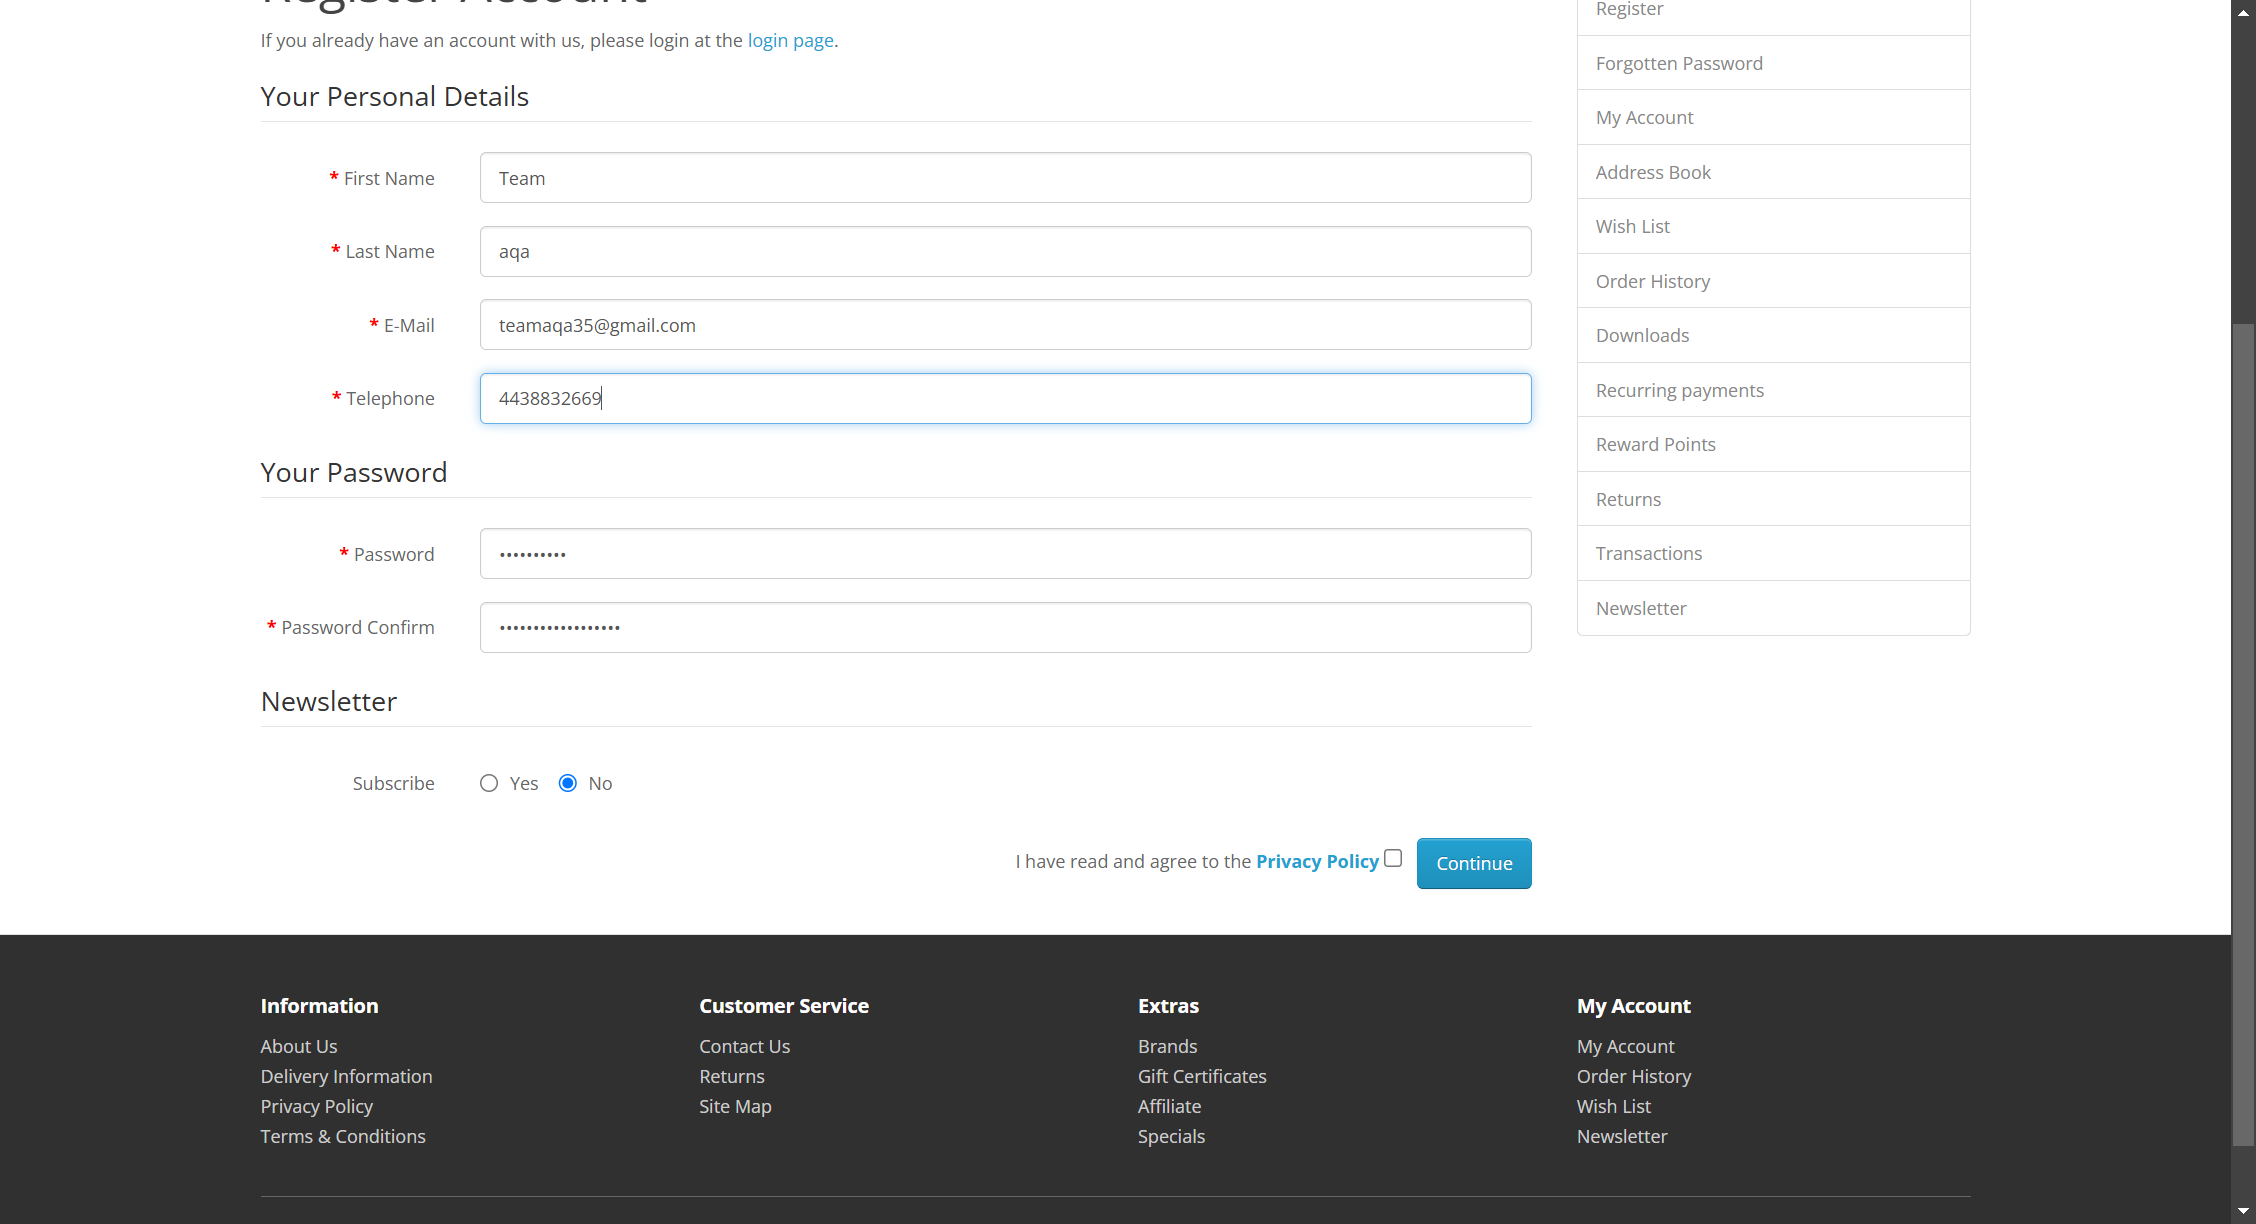 Register Account
If you already have an account with us, please login at the login page.
Your Personal Details
* First Name
Team
* Last Name
aqa
* E-Mail
teamaqa35@gmail.com
* Telephone
4438832669
Your Password
* Password
••••••••••
* Password Confirm
••••••••••••••••••
Newsletter
Subscribe
Yes
No
I have read and agree to the Privacy Policy
Continue
Register
Forgotten Password
My Account
Address Book
Wish List
Order History
Downloads
Recurring payments
Reward Points
Returns
Transactions
Newsletter
Information
About Us
Delivery Information
Privacy Policy
Terms & Conditions
Customer Service
Contact Us
Returns
Site Map
Extras
Brands
Gift Certificates
Affiliate
Specials
My Account
My Account
Order History
Wish List
Newsletter